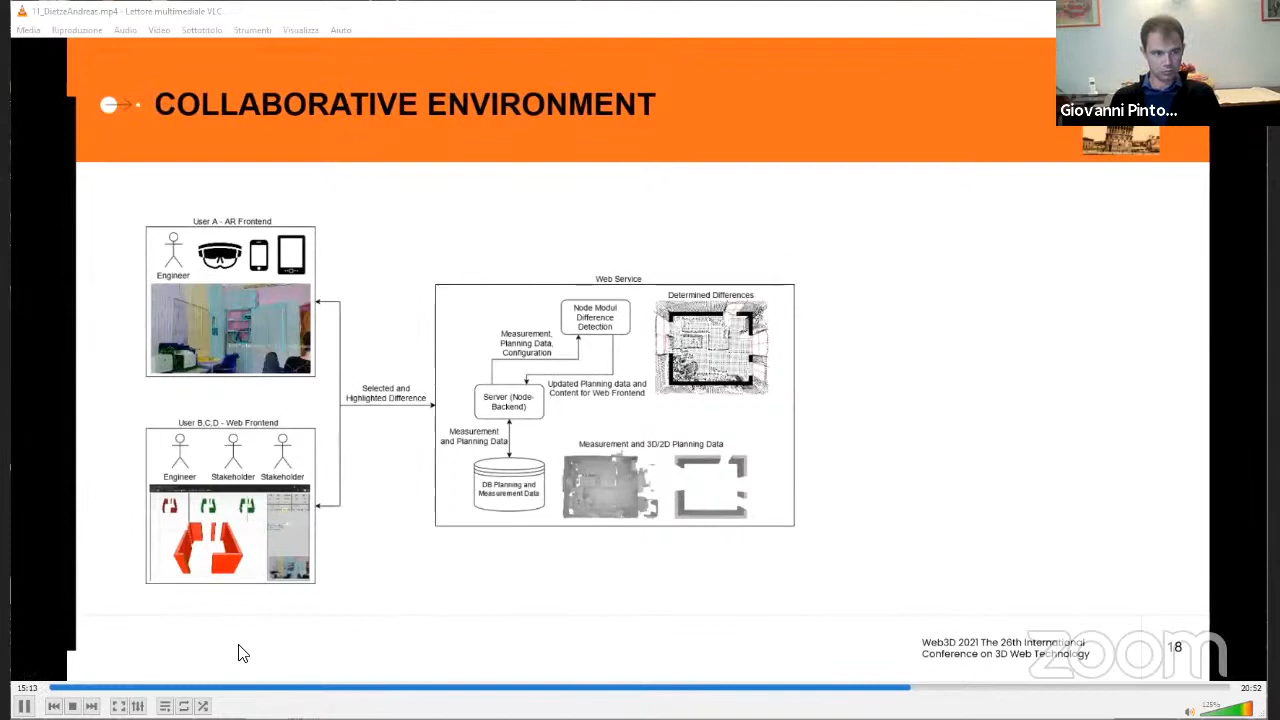 11_DietzeAndreas.mp4 - Lettore multimediale VLC
Media Riproduzione Audio Video Sottotitolo Strumenti Visualizza Aiuto
Giovanni Pinto...
COLLABORATIVE ENVIRONMENT
User A - AR Frontend
Engineer
User B,C,D - Web Frontend
Engineer Stakeholder Stakeholder
Selected and
Highlighted Difference
Web Service
Node Modul
Difference
Detection
Determined Differences
Measurement,
Planning Data,
Configuration
Updated Planning data and
Content for Web Frontend
Server (Node-
Backend)
Measurement
and Planning Data
Measurement and 3D/2D Planning Data
DB Planning and
Measurement Data
Web3D 2021 The 26th International
Conference on 3D Web Technology
18
zoom
15:13
20:52
125%